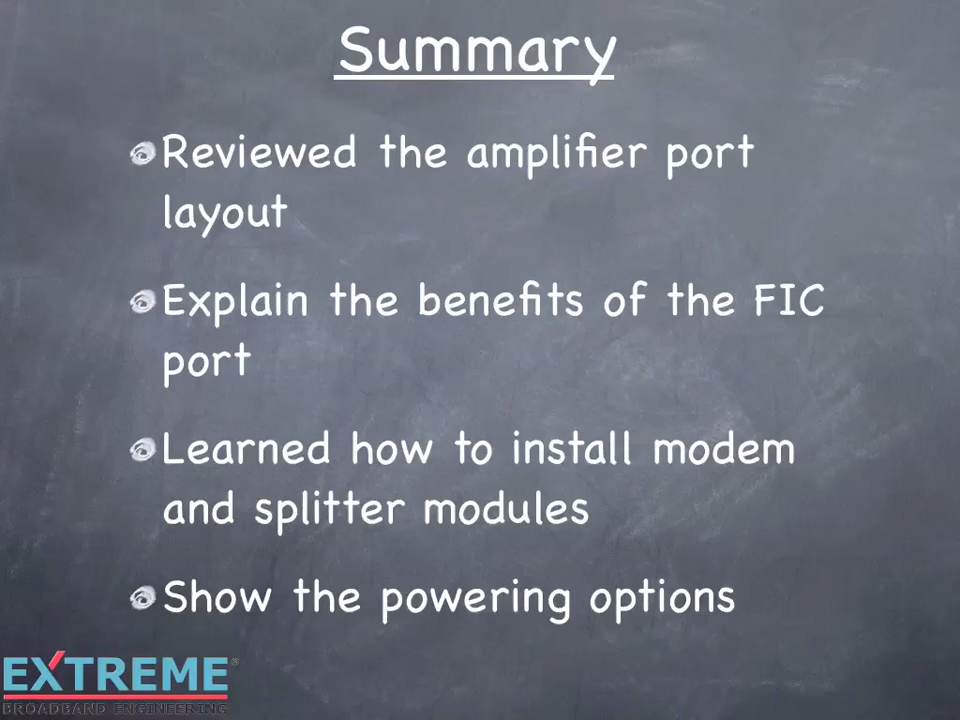 Summary
Reviewed the amplifier port
layout
Explain the benefits of the FIC
port
Learned how to install modem
and splitter modules
Show the powering options
EXTREME®
BROADBAND ENGINEERING